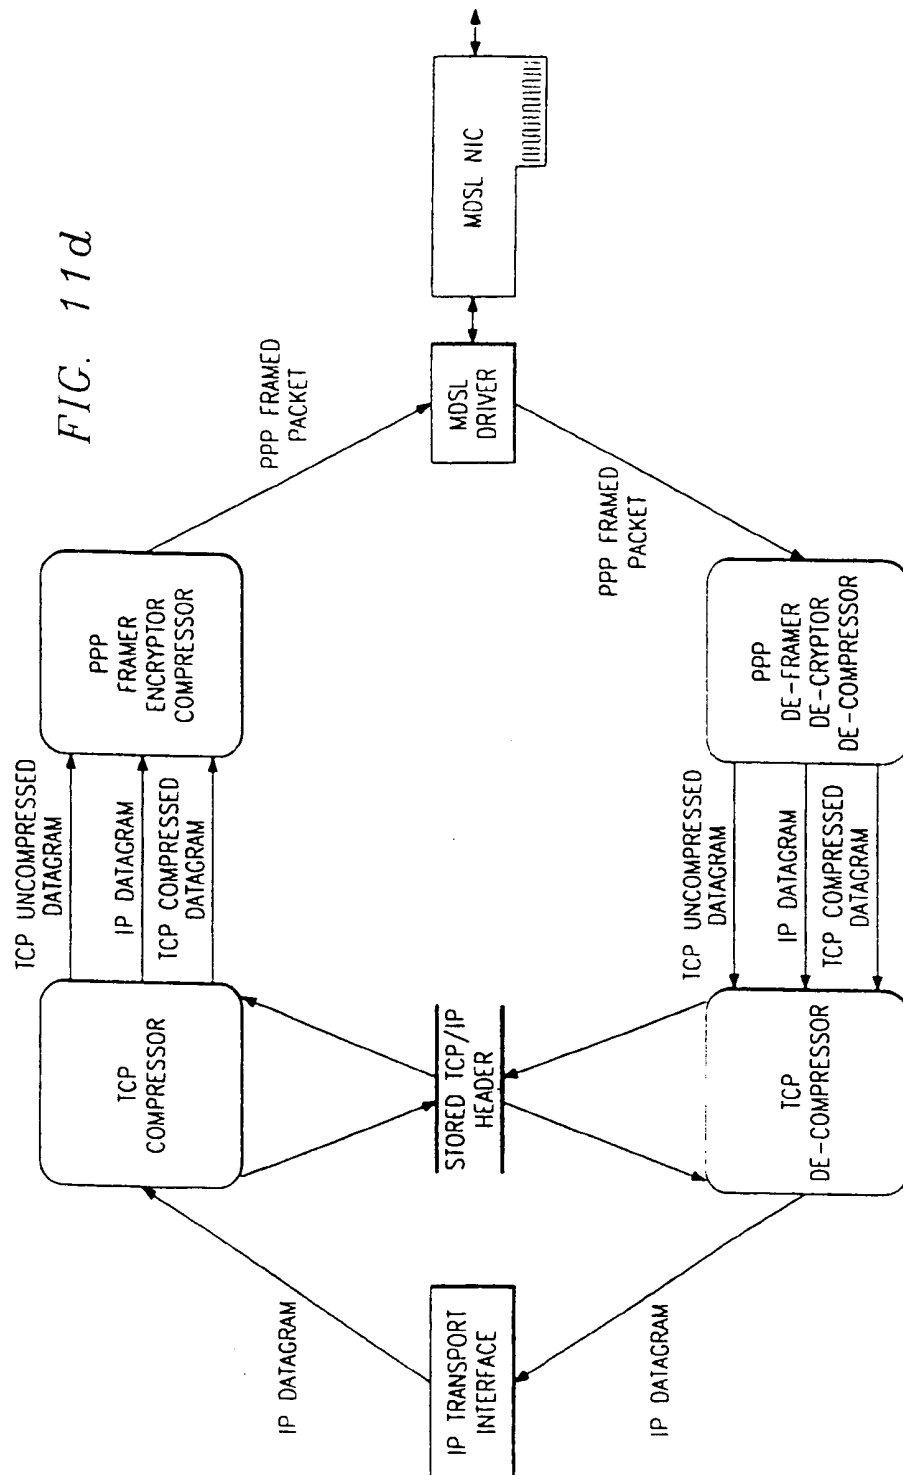 FIG. 11d
IP TRANSPORT
INTERFACE
IP DATAGRAM
TCP
COMPRESSOR
TCP UNCOMPRESSED
DATAGRAM
IP DATAGRAM
TCP COMPRESSED
DATAGRAM
PPP
FRAMER
ENCRYPTOR
COMPRESSOR
PPP FRAMED
PACKET
STORED TCP/IP
HEADER
MDSL
DRIVER
MDSL NIC
IP DATAGRAM
TCP
DE-COMPRESSOR
TCP UNCOMPRESSED
DATAGRAM
IP DATAGRAM
TCP COMPRESSED
DATAGRAM
PPP
DE-FRAMER
DE-CRYPTOR
DE-COMPRESSOR
PPP FRAMED
PACKET